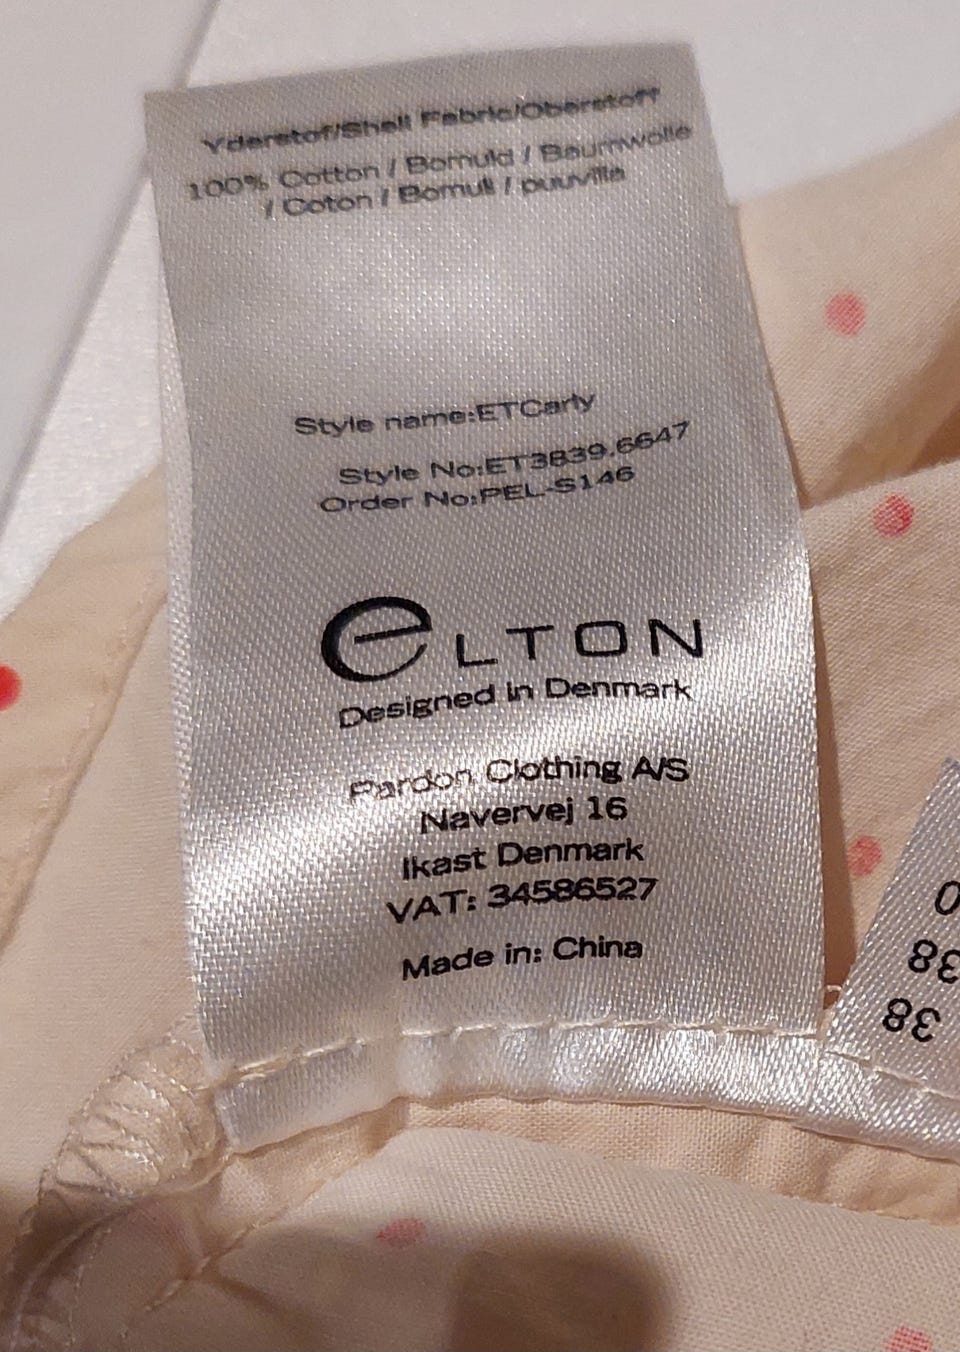 Yderstof/Shell Fabric/Oberstoff
100% Cotton / Bomuld / Baumwolle
/ Coton / Bomull / puuvilla
Style name:ETCarly
Style No:ET3839.6647
Order No:PEL-S146
eLTON
Designed in Denmark
Pardon Clothing A/S
Navervej 16
Ikast Denmark
VAT: 34586527
Made in: China
38
38